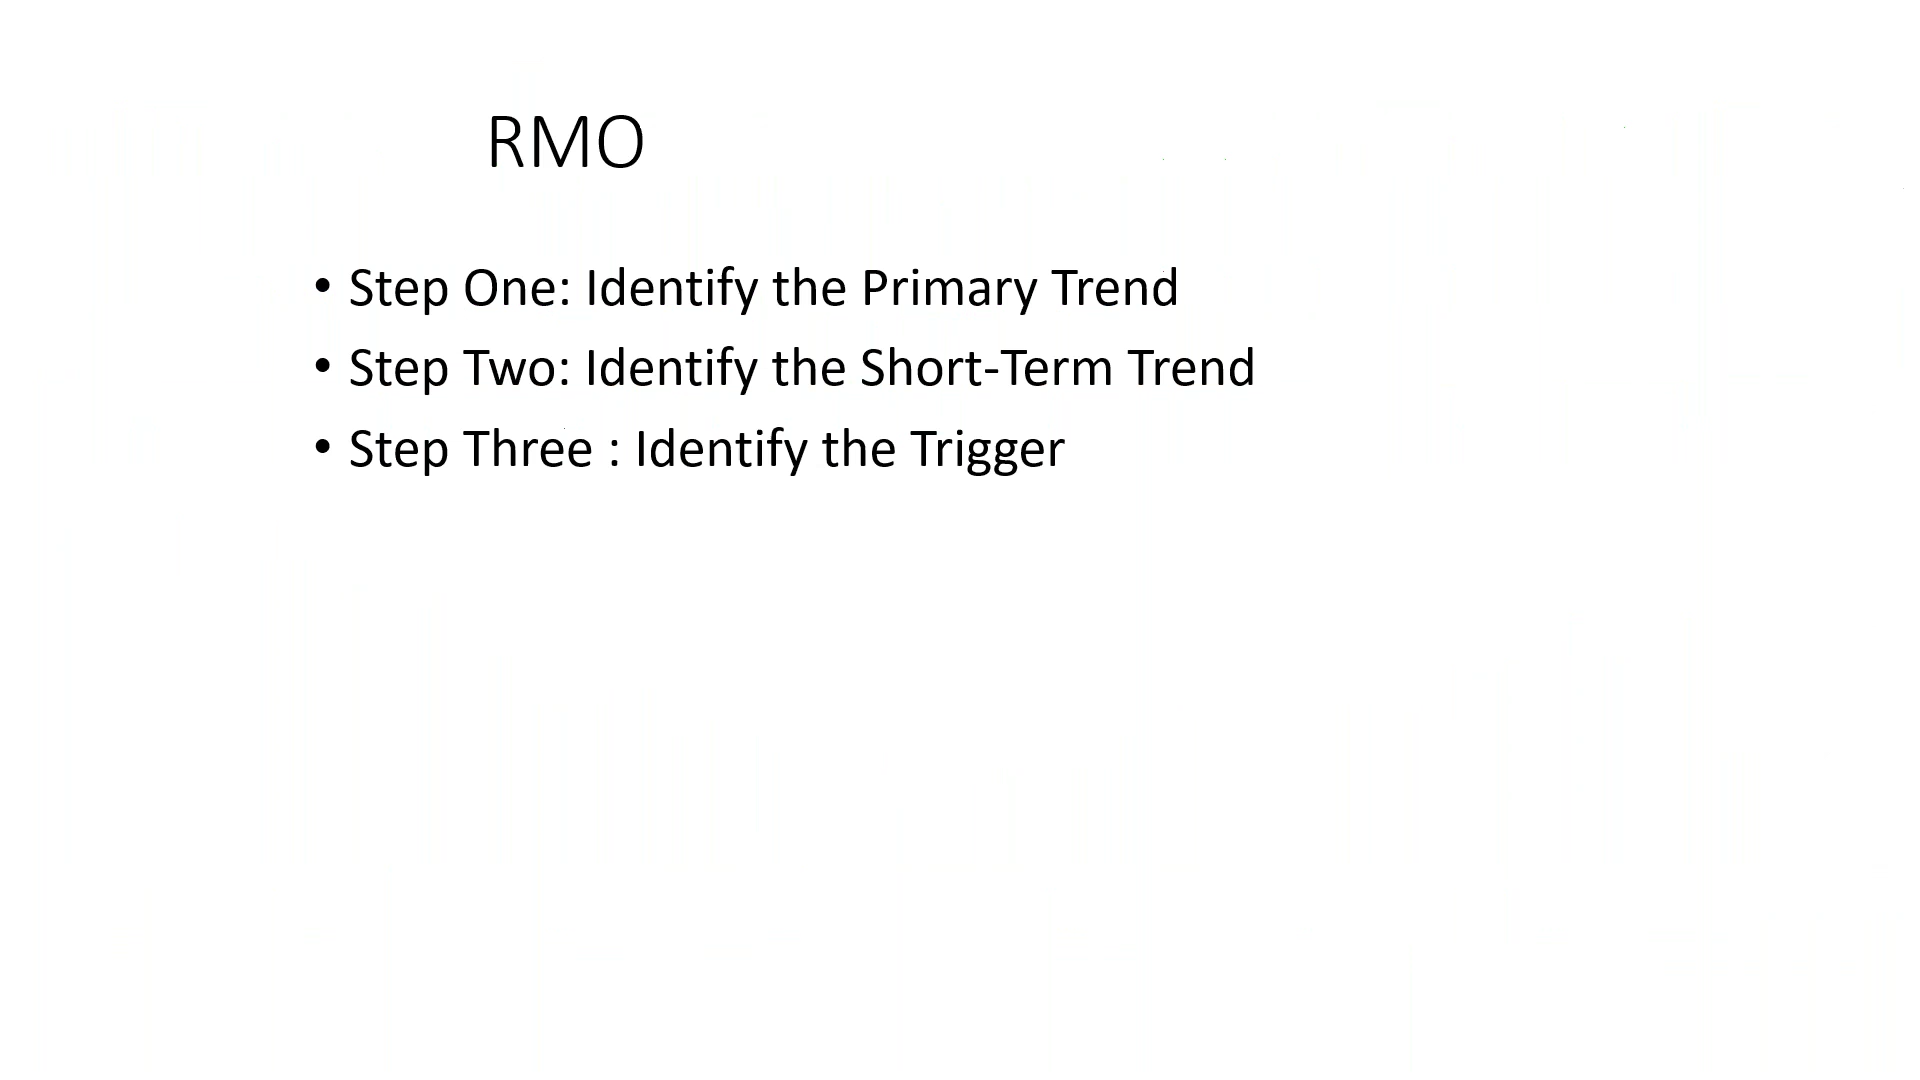 RMO
• Step One: Identify the Primary Trend
• Step Two: Identify the Short-Term Trend
• Step Three : Identify the Trigger